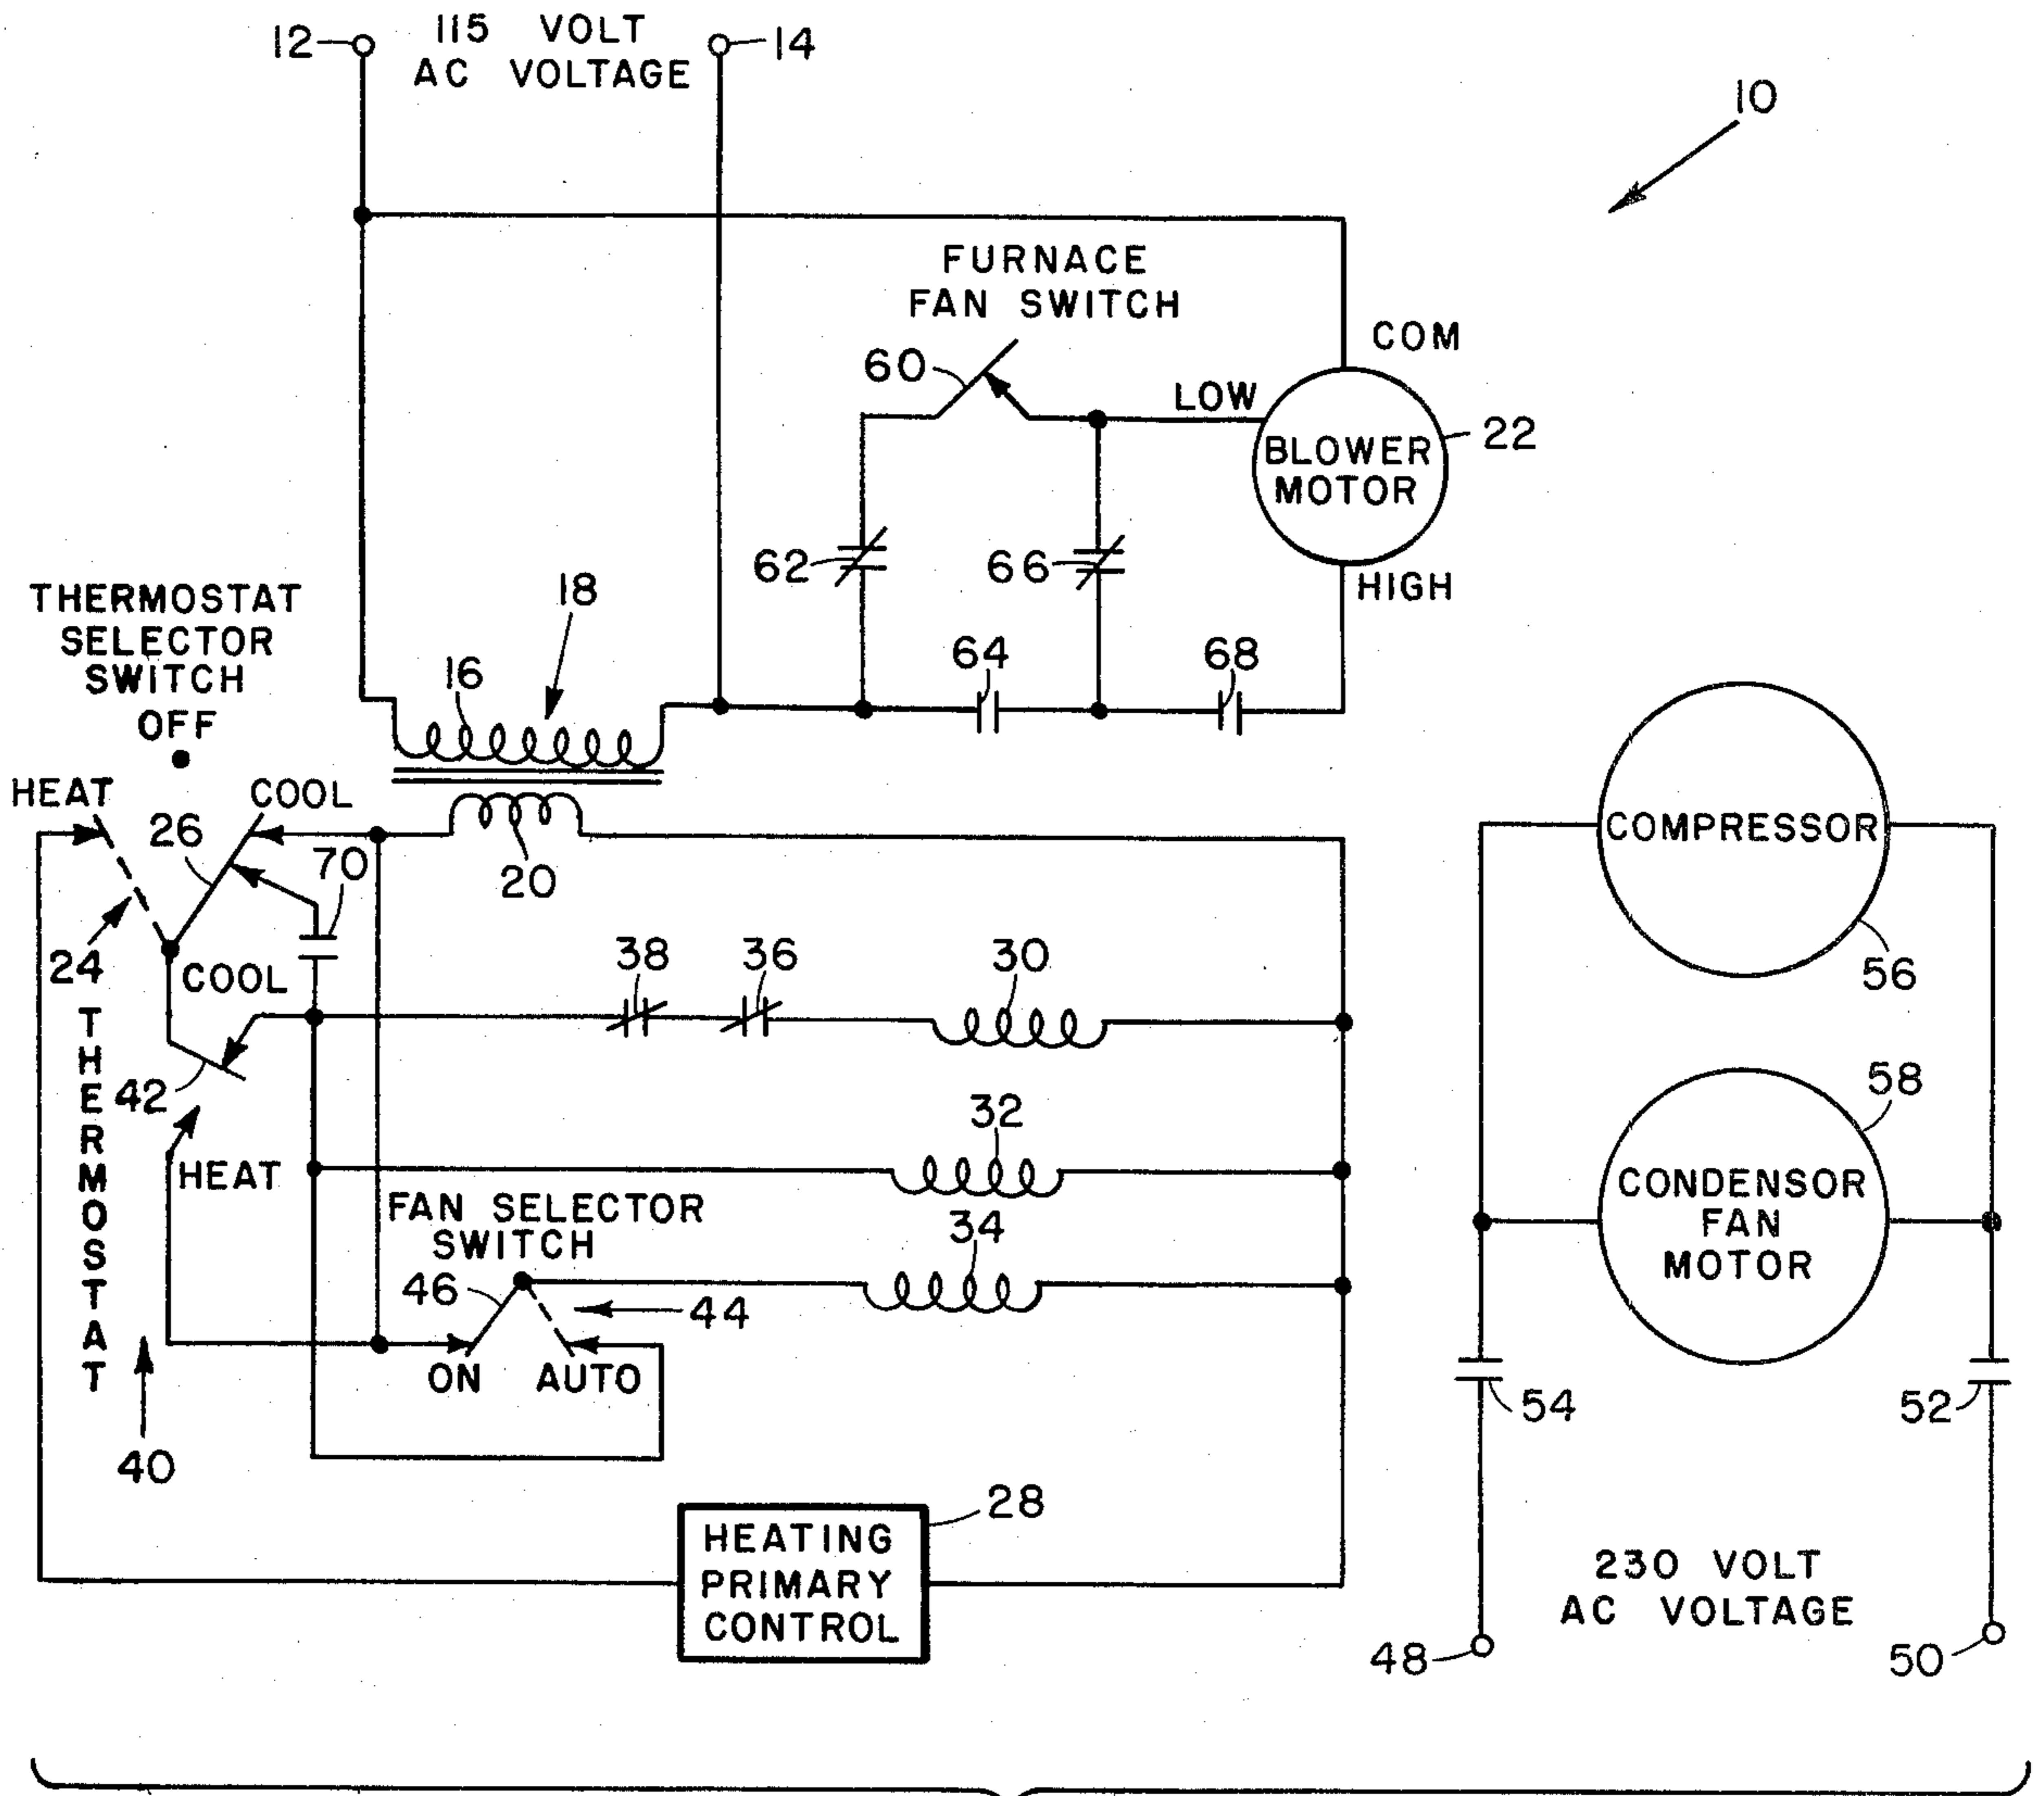 115 VOLT
AC VOLTAGE
12
14
10
FURNACE
FAN SWITCH
COM
60
LOW
BLOWER
MOTOR
22
62
66
HIGH
THERMOSTAT
SELECTOR
SWITCH
OFF
18
16
64
68
HEAT
COOL
26
70
20
COMPRESSOR
24
COOL
38
36
30
56
THERMOSTAT
42
32
58
HEAT
FAN SELECTOR
SWITCH
34
CONDENSOR
FAN
MOTOR
46
44
ON
AUTO
54
52
40
28
HEATING
PRIMARY
CONTROL
230 VOLT
AC VOLTAGE
48
50